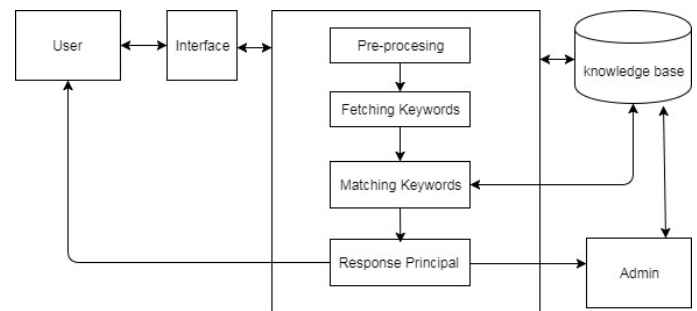 User
Interface
Pre-procesing
knowledge base
Fetching Keywords
Matching Keywords
Response Principal
Admin